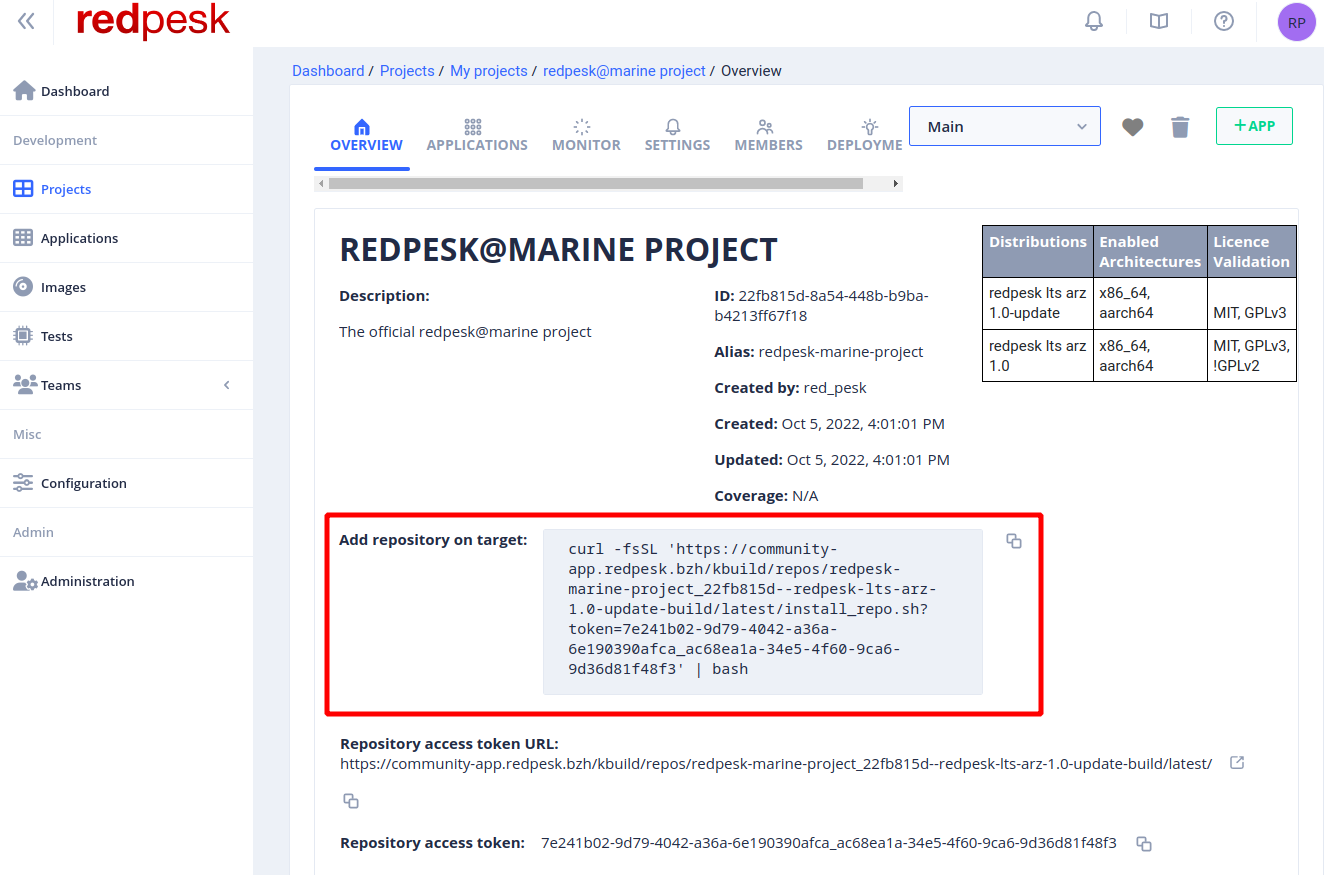 redpesk
RP
Dashboard
Development
Projects
Applications
Images
Tests
Teams
Misc
Configuration
Admin
Administration
Dashboard / Projects / My projects / redpesk@marine project / Overview
OVERVIEW
APPLICATIONS
MONITOR
SETTINGS
MEMBERS
DEPLOYME
Main
+APP
REDPESK@MARINE PROJECT
Description:
The official redpesk@marine project
ID: 22fb815d-8a54-448b-b9ba-
b4213ff67f18
Alias: redpesk-marine-project
Created by: red_pesk
Created: Oct 5, 2022, 4:01:01 PM
Updated: Oct 5, 2022, 4:01:01 PM
Coverage: N/A
Distributions
Enabled
Architectures
Licence
Validation
redpesk lts arz
1.0-update
x86_64,
aarch64
MIT, GPLv3
redpesk lts arz
1.0
x86_64,
aarch64
MIT, GPLv3,
!GPLv2
Add repository on target:
curl -fsSL 'https://community-
app.redpesk.bzh/kbuild/repos/redpesk-
marine-project_22fb815d--redpesk-lts-arz-
1.0-update-build/latest/install_repo.sh?
token=7e241b02-9d79-4042-a36a-
6e190390afca_ac68ea1a-34e5-4f60-9ca6-
9d36d81f48f3' | bash
Repository access token URL:
https://community-app.redpesk.bzh/kbuild/repos/redpesk-marine-project_22fb815d--redpesk-lts-arz-1.0-update-build/latest/
Repository access token: 7e241b02-9d79-4042-a36a-6e190390afca_ac68ea1a-34e5-4f60-9ca6-9d36d81f48f3